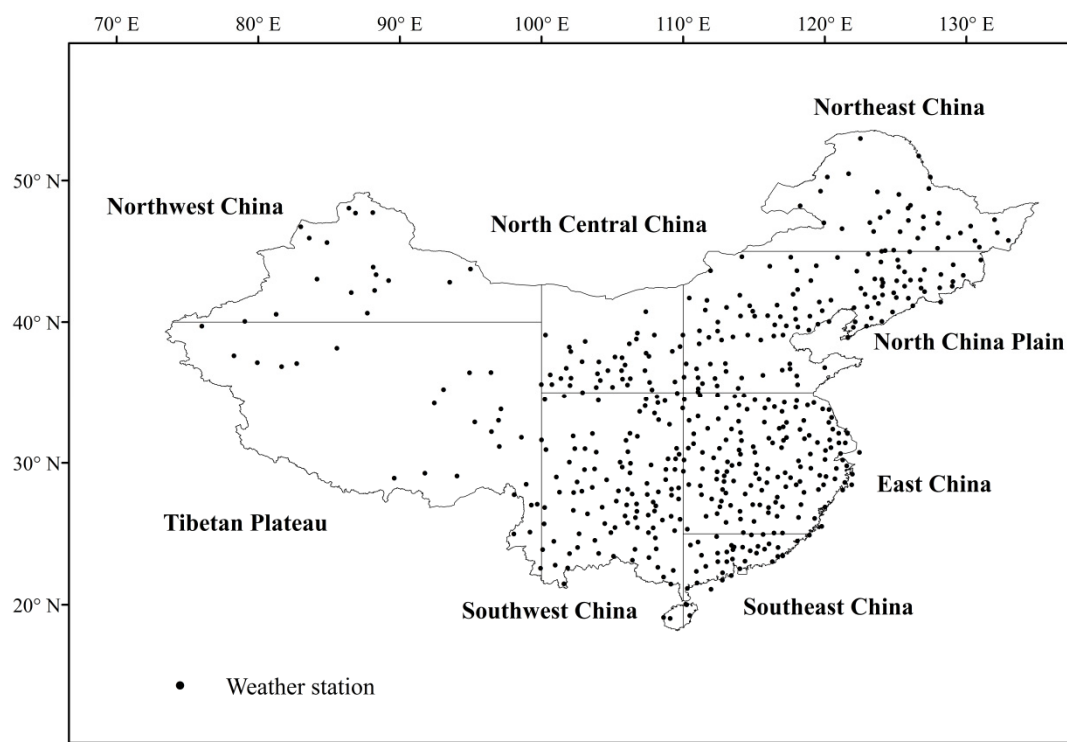 70° E 80° E 90° E 100° E 110° E 120° E 130° E
Northeast China
50° N
Northwest China
North Central China
40° N
North China Plain
30° N
East China
Tibetan Plateau
20° N
Southwest China
Southeast China
Weather station